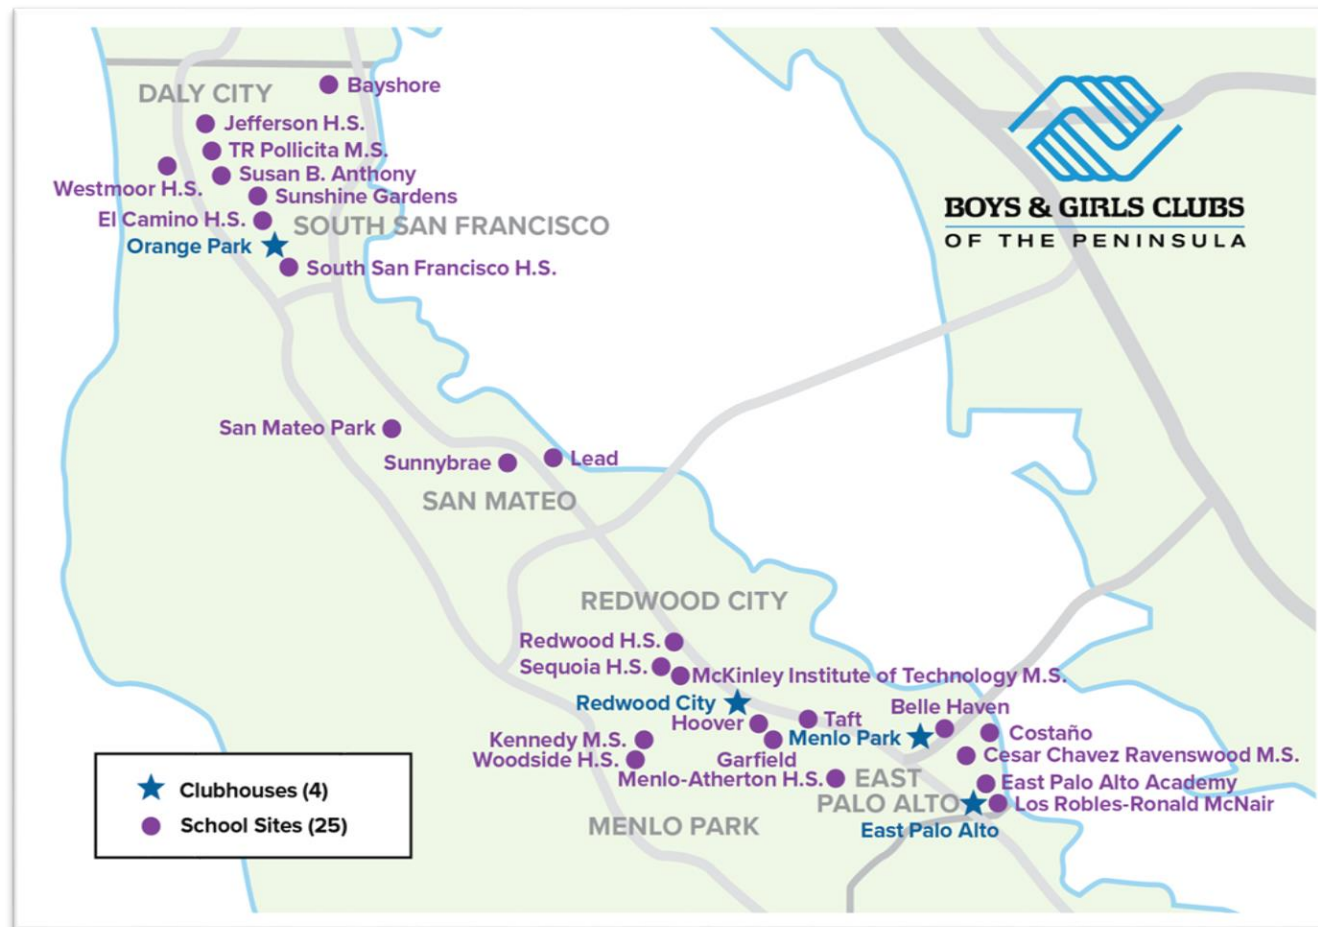 DALY CITY
Bayshore
Jefferson H.S.
TR Pollicita M.S.
Susan B. Anthony
Westmoor H.S.
Sunshine Gardens
El Camino H.S.
SOUTH SAN FRANCISCO
Orange Park
South San Francisco H.S.
BOYS & GIRLS CLUBS
OF THE PENINSULA
San Mateo Park
Sunnybrae
Lead
SAN MATEO
REDWOOD CITY
Redwood H.S.
Sequoia H.S.
McKinley Institute of Technology M.S.
Redwood City
Belle Haven
Hoover
Taft
Costaño
Kennedy M.S.
Menlo Park
Woodside H.S.
Garfield
Cesar Chavez Ravenswood M.S.
Menlo-Atherton H.S.
EAST
PALO ALTO
East Palo Alto Academy
Los Robles-Ronald McNair
MENLO PARK
East Palo Alto
Clubhouses (4)
School Sites (25)